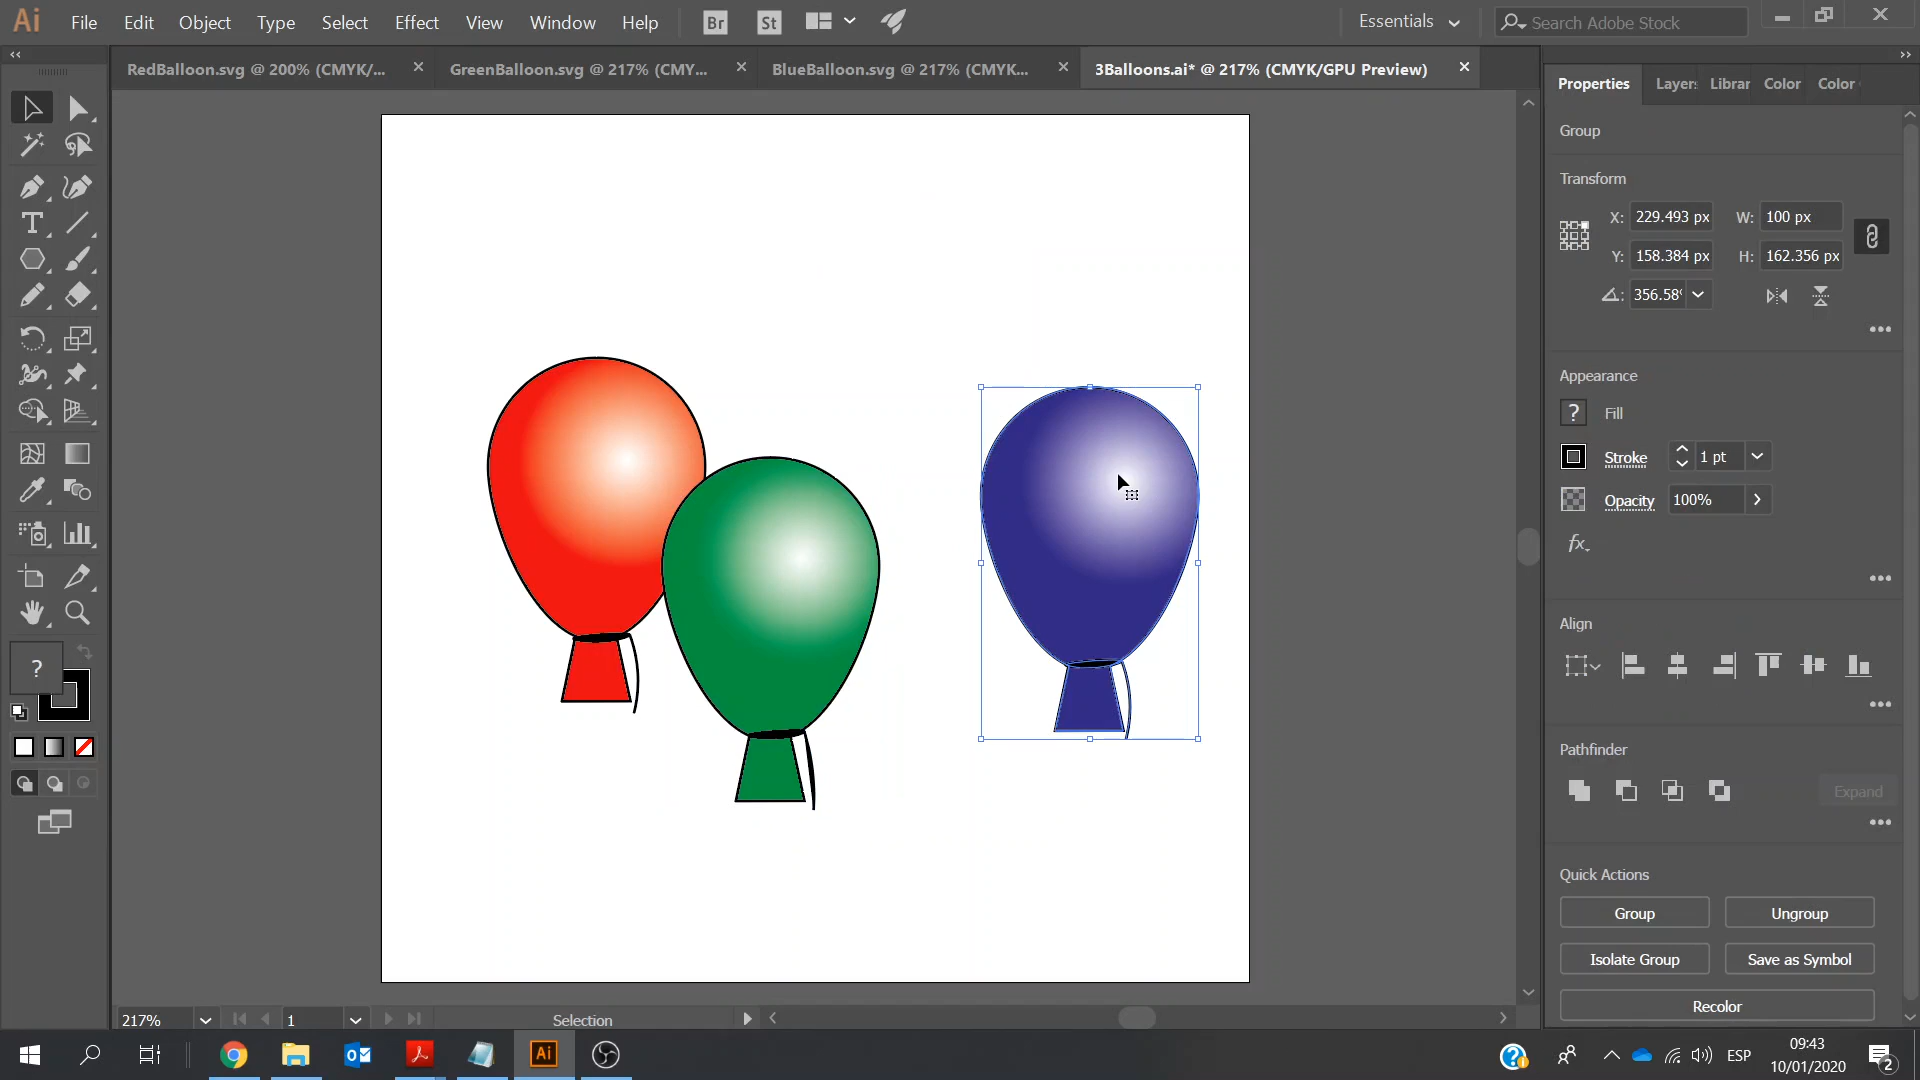 Ai File Edit Object Type Select Effect View Window Help Br St Essentials Search Adobe Stock
RedBalloon.svg @ 200% (CMYK/... GreenBalloon.svg @ 217% (CMY... BlueBalloon.svg @ 217% (CMYK... 3Balloons.ai* @ 217% (CMYK/GPU Preview)
Properties Layer Librar Color Color
Group
Transform
X: 229.493 px W: 100 px
Y: 158.384 px H: 162.356 px
356.58°
Appearance
? Fill
Stroke 1 pt
Opacity 100%
fx
Align
?
Pathfinder
Expand
Quick Actions
Group Ungroup
Isolate Group Save as Symbol
Recolor
217% 1 Selection
Ai ESP 09:43
10/01/2020 2